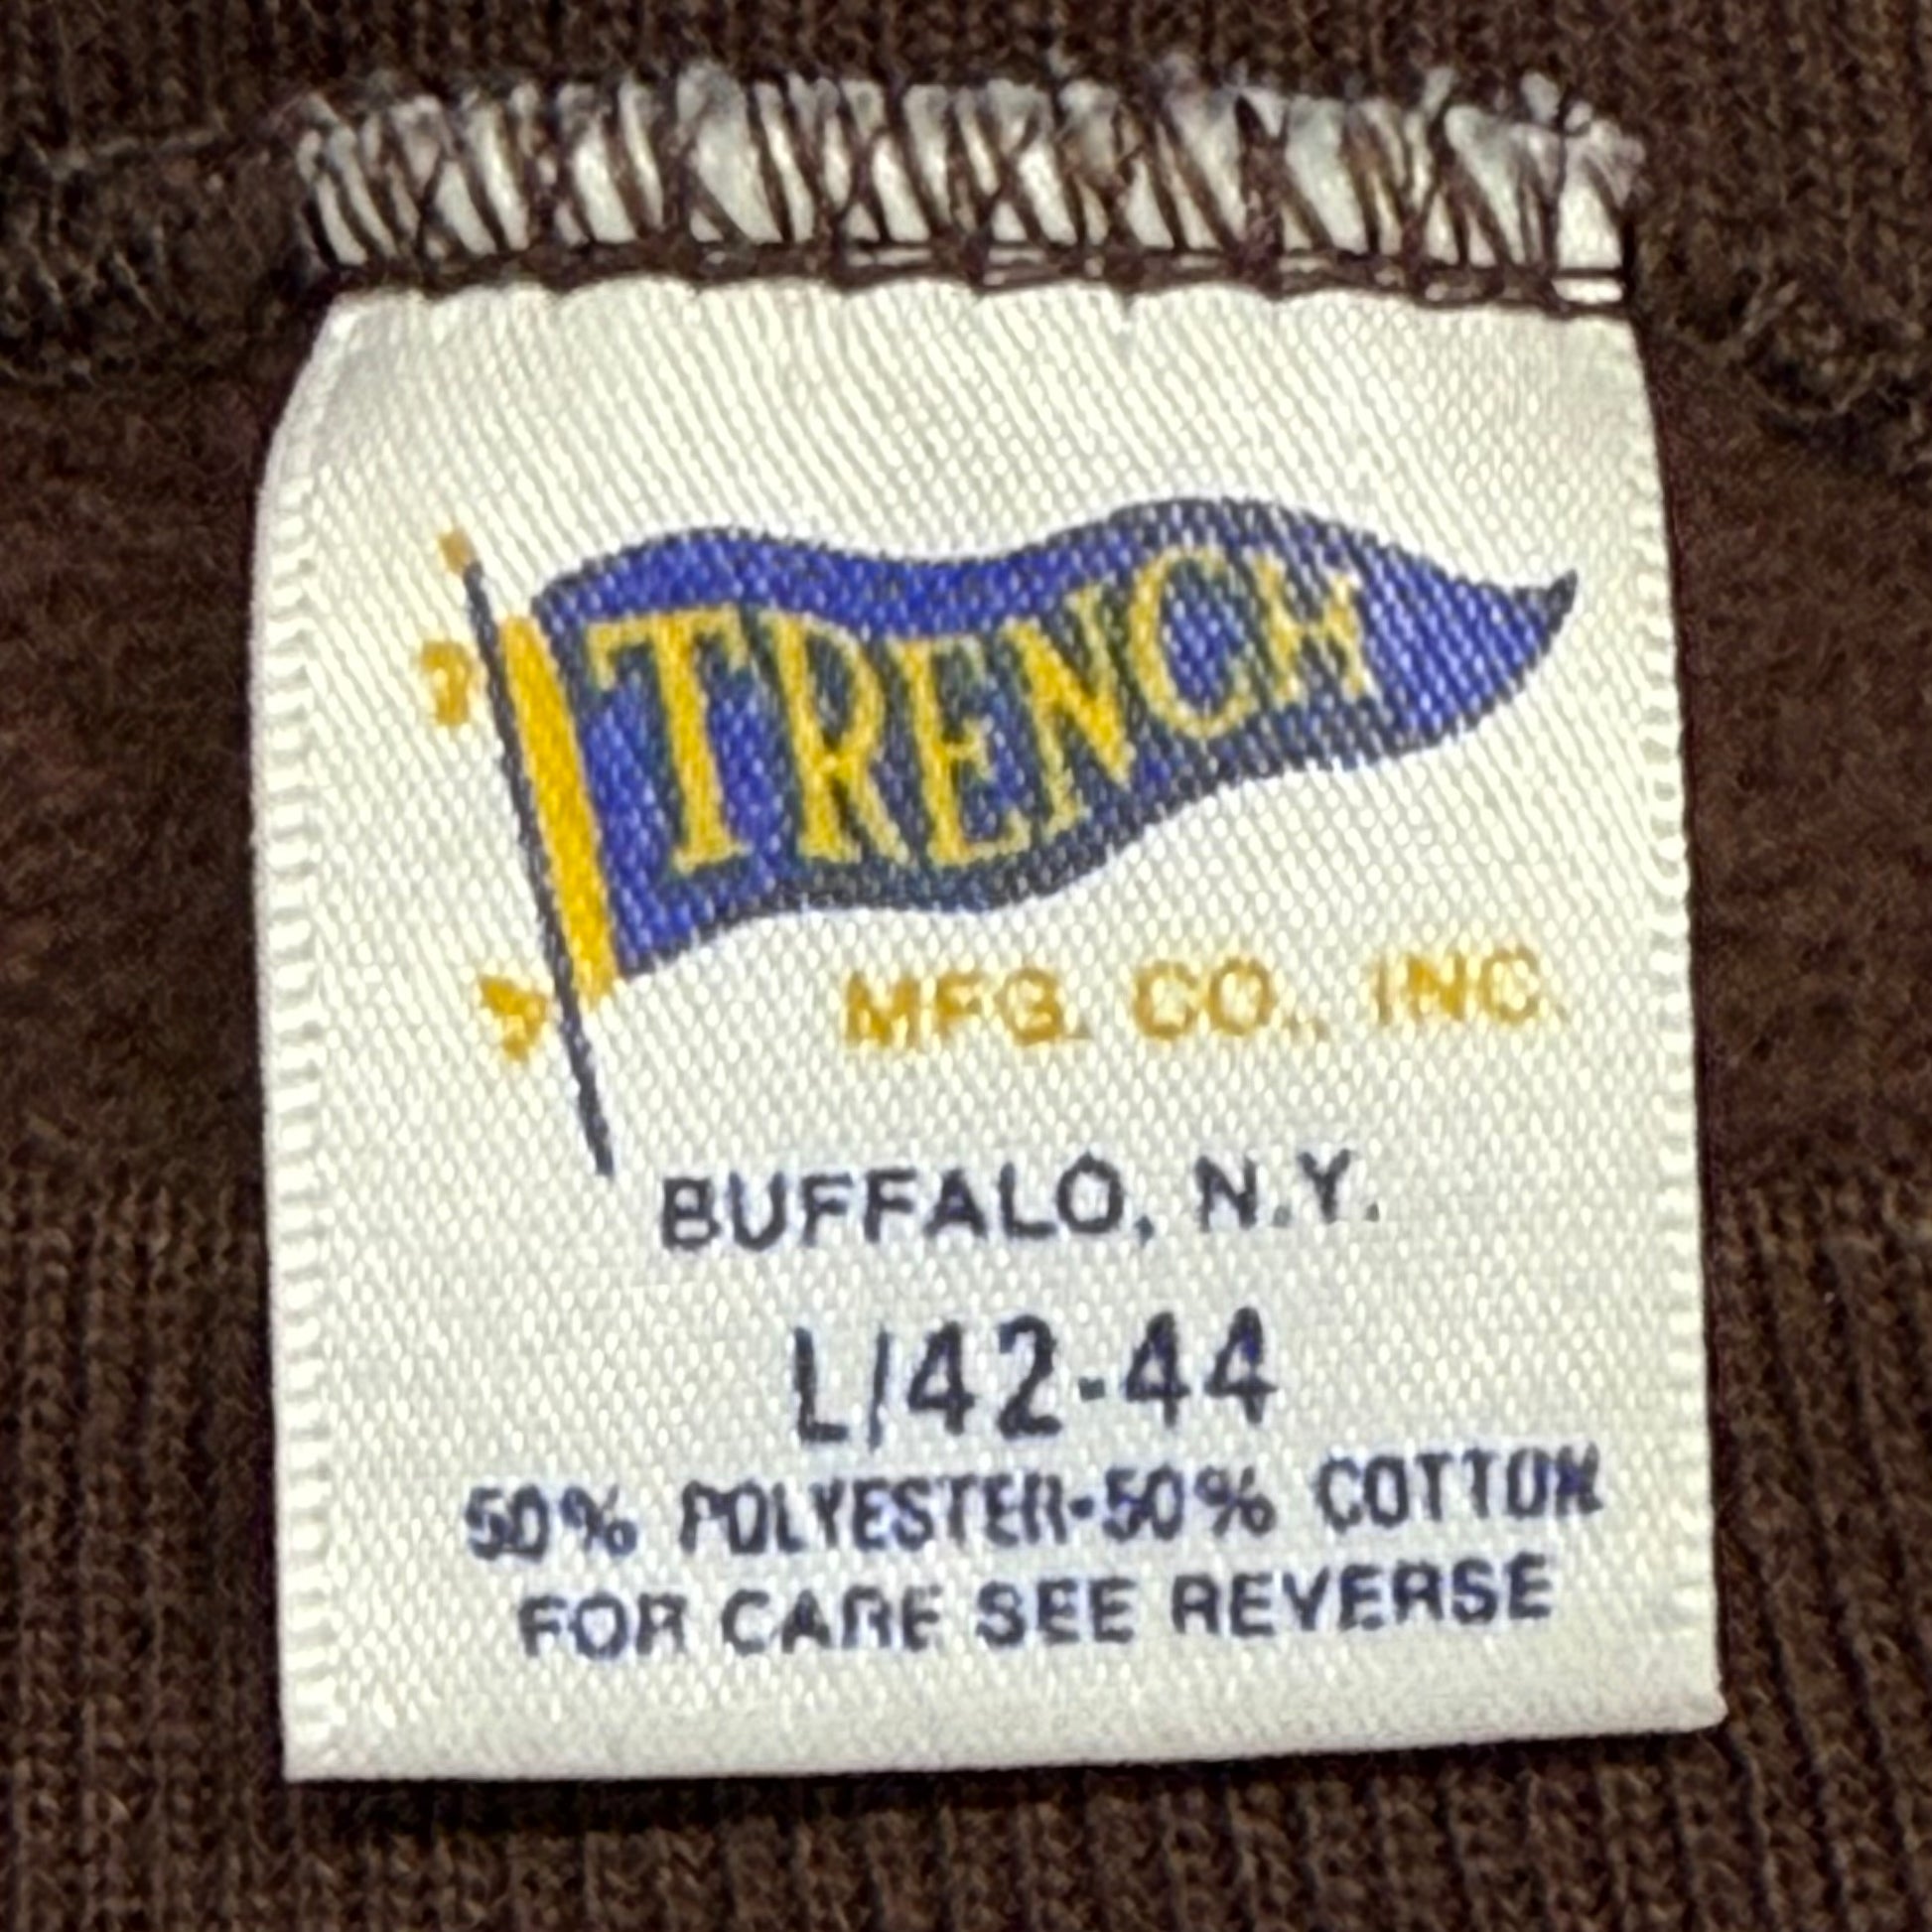 TRENCH
MFG. CO., INC.
BUFFALO, N.Y.
L/42-44
50% POLYESTER•50% COTTON
FOR CARE SEE REVERSE